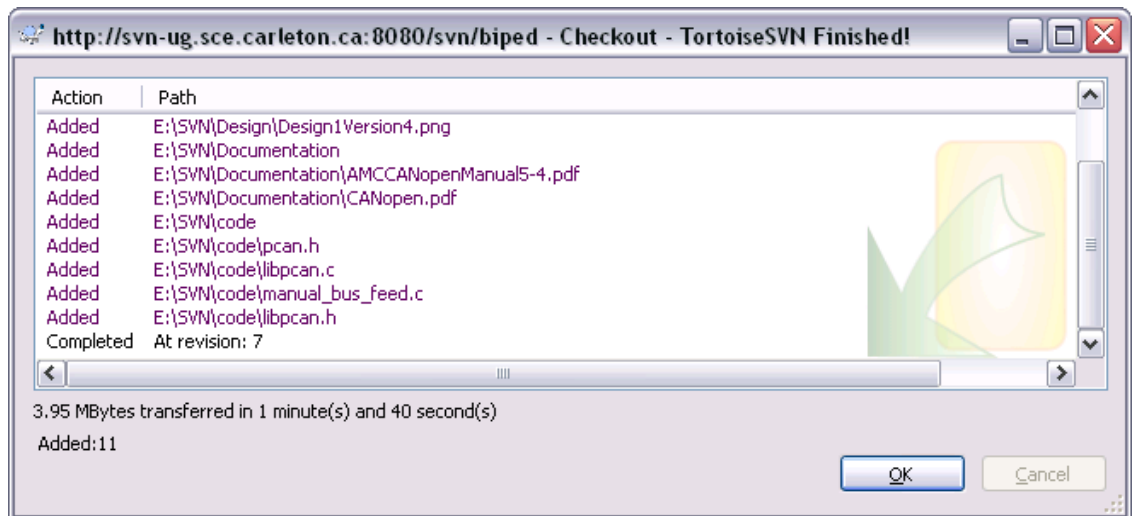 http://svn-ug.sce.carleton.ca:8080/svn/biped - Checkout - TortoiseSVN Finished!
Action Path
Added E:\SVN\Design\Design1Version4.png
Added E:\SVN\Documentation
Added E:\SVN\Documentation\AMCCANopenManual5-4.pdf
Added E:\SVN\Documentation\CANopen.pdf
Added E:\SVN\code
Added E:\SVN\code\pcan.h
Added E:\SVN\code\libpcan.c
Added E:\SVN\code\manual_bus_feed.c
Added E:\SVN\code\libpcan.h
Completed At revision: 7
3.95 MBytes transferred in 1 minute(s) and 40 second(s)
Added:11
OK Cancel